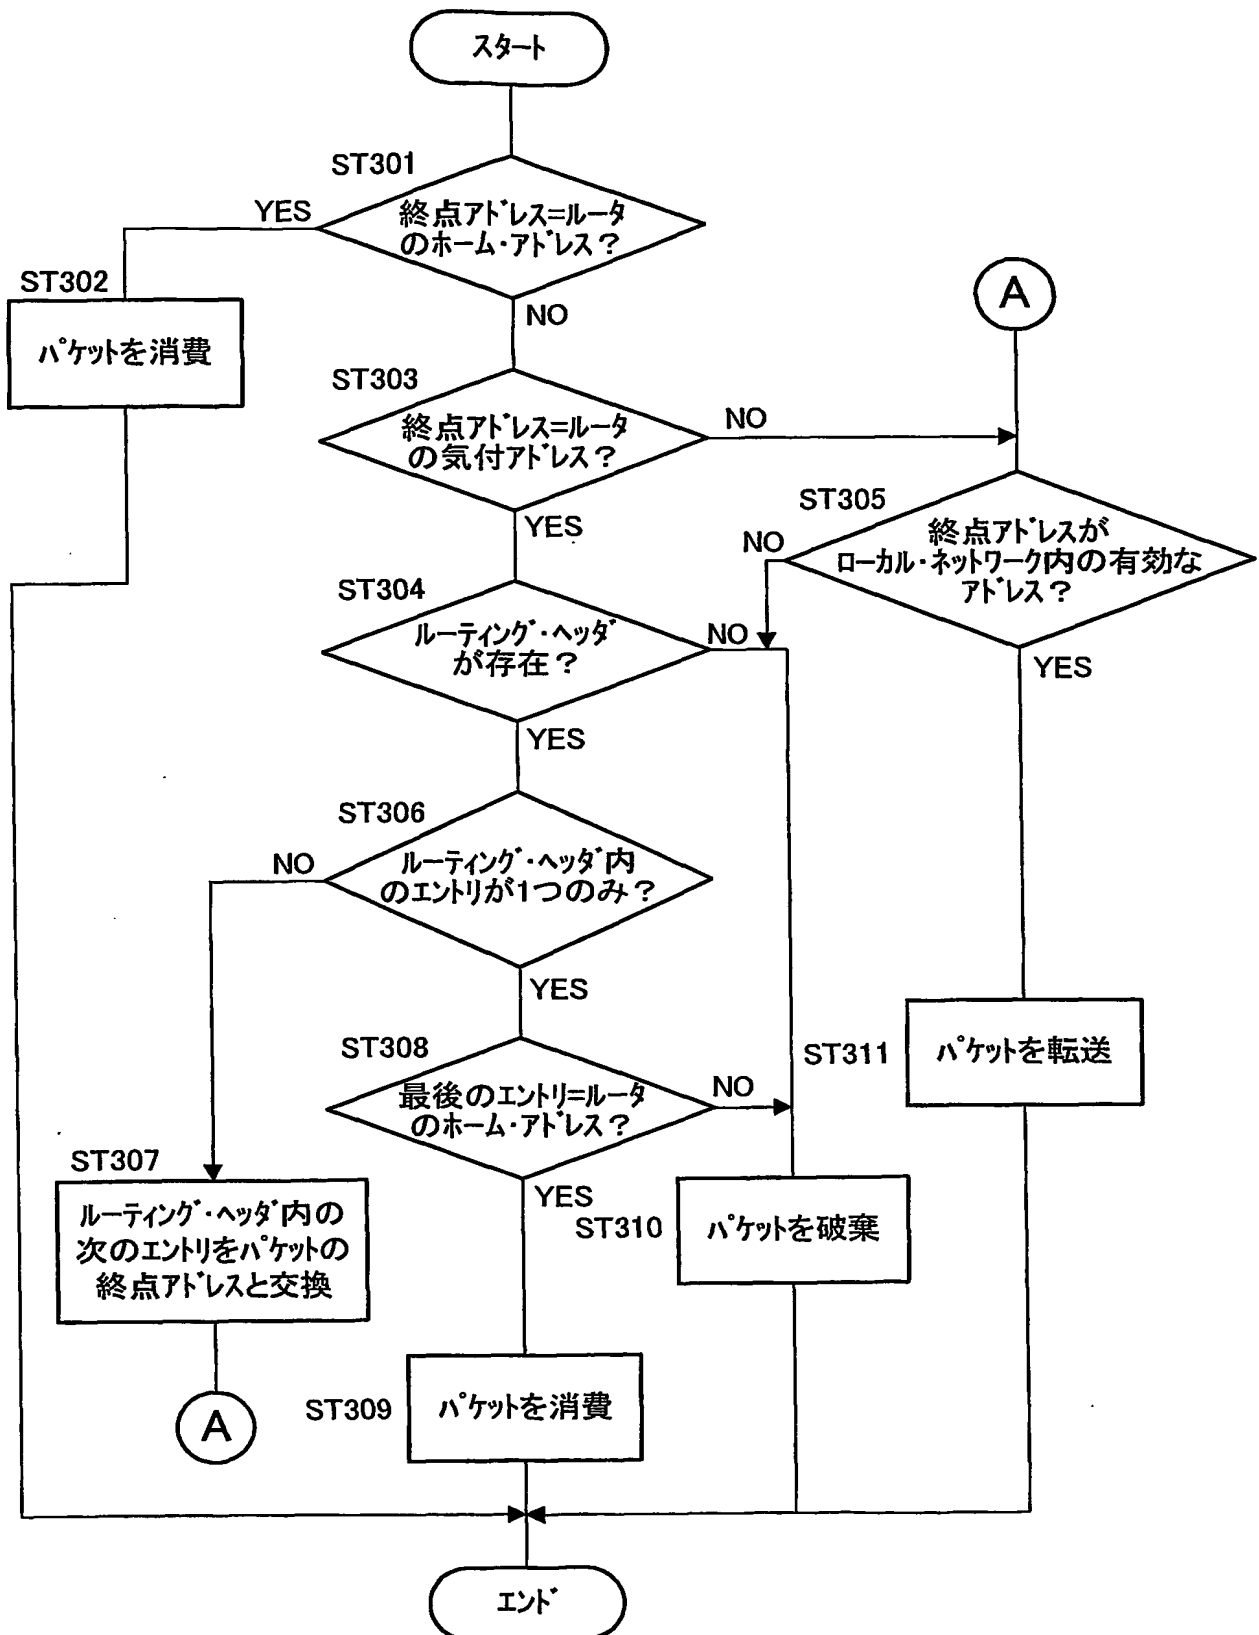 スタート
ST301
終点アドレス=ルータ
のホーム・アドレス？
YES
NO
ST302
パケットを消費
A
ST303
終点アドレス=ルータ
の気付アドレス？
NO
YES
ST305
終点アドレスが
ローカル・ネットワーク内の有効な
アドレス？
NO
YES
ST304
ルーティング・ヘッダ
が存在？
NO
YES
ST306
ルーティング・ヘッダ内
のエントリが1つのみ？
NO
YES
ST308
最後のエントリ=ルータ
のホーム・アドレス？
NO
YES
ST311
パケットを転送
ST307
ルーティング・ヘッダ内の
次のエントリをパケットの
終点アドレスと交換
ST310
パケットを破棄
A
ST309
パケットを消費
エンド